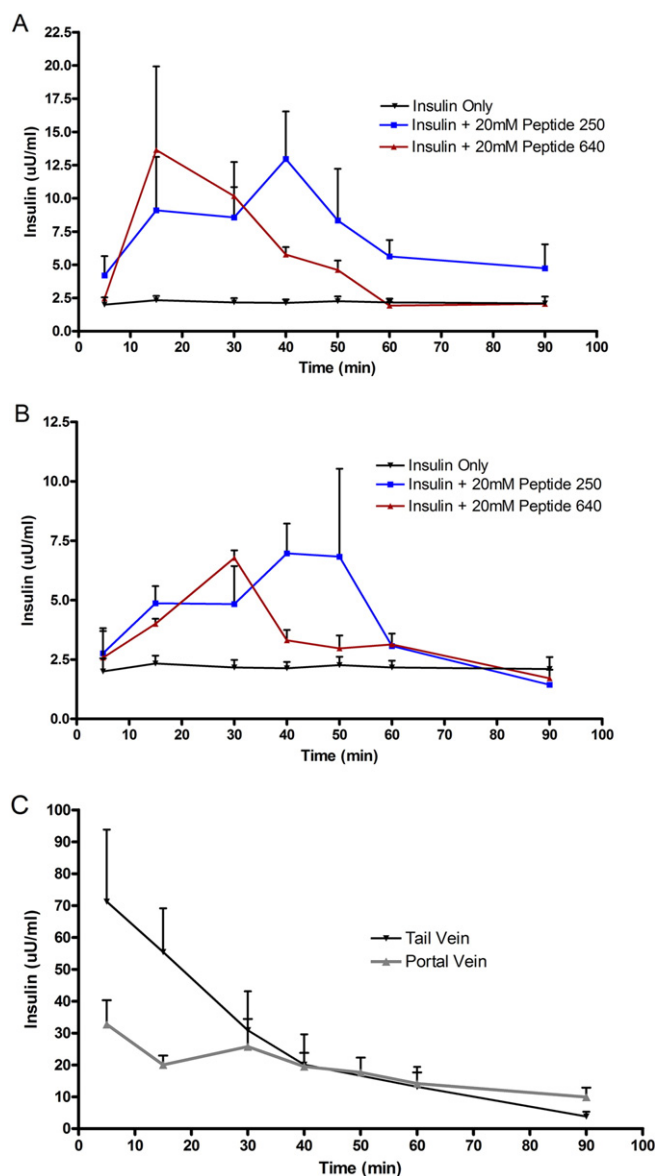 A
22.5
20.0
17.5
15.0
12.5
10.0
7.5
5.0
2.5
0.0
Insulin (uU/ml)
Insulin Only
Insulin + 20mM Peptide 250
Insulin + 20mM Peptide 640
0 10 20 30 40 50 60 70 80 90 100
Time (min)
B
12.5
10.0
7.5
5.0
2.5
0.0
Insulin (uU/ml)
Insulin Only
Insulin + 20mM Peptide 250
Insulin + 20mM Peptide 640
0 10 20 30 40 50 60 70 80 90 100
Time (min)
C
100
90
80
70
60
50
40
30
20
10
0
Insulin (uU/ml)
Tail Vein
Portal Vein
0 10 20 30 40 50 60 70 80 90 100
Time (min)